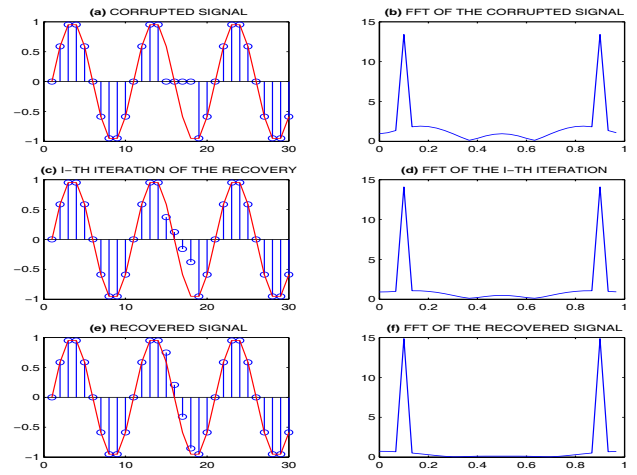 (a) CORRUPTED SIGNAL
1
0.5
0
−0.5
−1
0 10 20 30
(b) FFT OF THE CORRUPTED SIGNAL
15
10
5
0
0 0.2 0.4 0.6 0.8 1
(c) I−TH ITERATION OF THE RECOVERY
1
0.5
0
−0.5
−1
0 10 20 30
(d) FFT OF THE I−TH ITERATION
15
10
5
0
0 0.2 0.4 0.6 0.8 1
(e) RECOVERED SIGNAL
1
0.5
0
−0.5
−1
0 10 20 30
(f) FFT OF THE RECOVERED SIGNAL
15
10
5
0
0 0.2 0.4 0.6 0.8 1